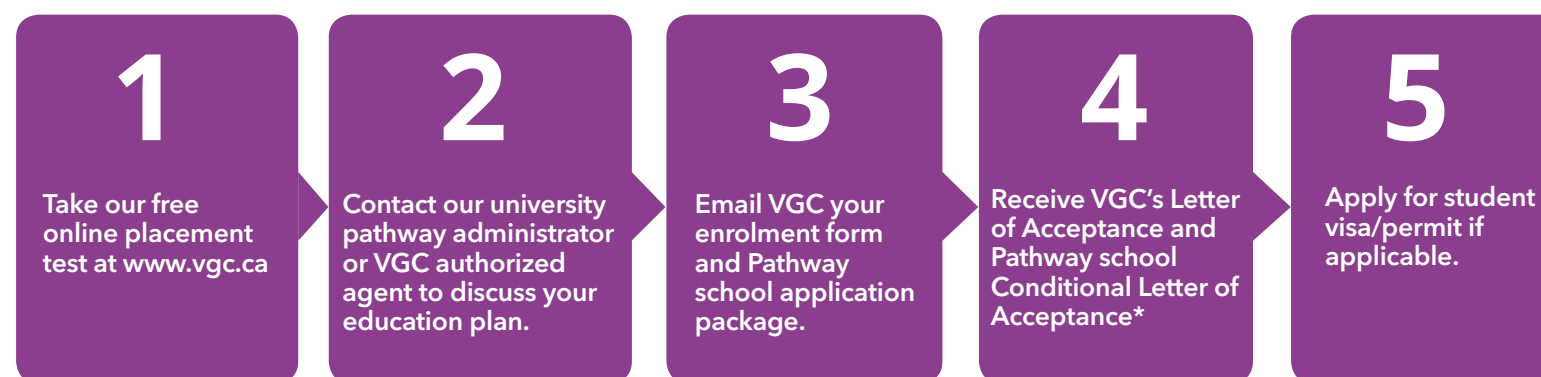 1
Take our free
online placement
test at www.vgc.ca
2
Contact our university
pathway administrator
or VGC authorized
agent to discuss your
education plan.
3
Email VGC your
enrolment form
and Pathway
school application
package.
4
Receive VGC’s Letter
of Acceptance and
Pathway school
Conditional Letter of
Acceptance*
5
Apply for student
visa/permit if
applicable.